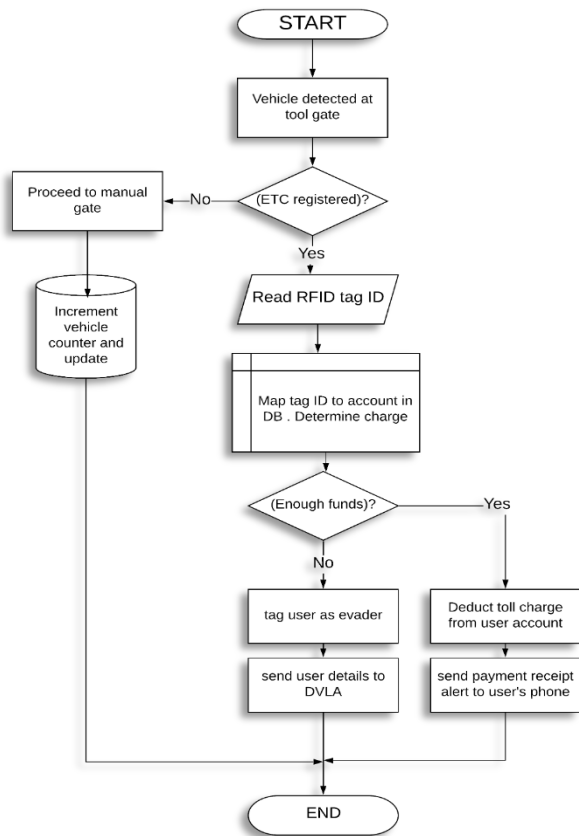 START
Vehicle detected at
tool gate
Proceed to manual
gate
No
(ETC registered)?
Yes
Increment
vehicle
counter and
update
Read RFID tag ID
Map tag ID to account in
DB . Determine charge
(Enough funds)?
Yes
No
tag user as evader
Deduct toll charge
from user account
send user details to
DVLA
send payment receipt
alert to user's phone
END